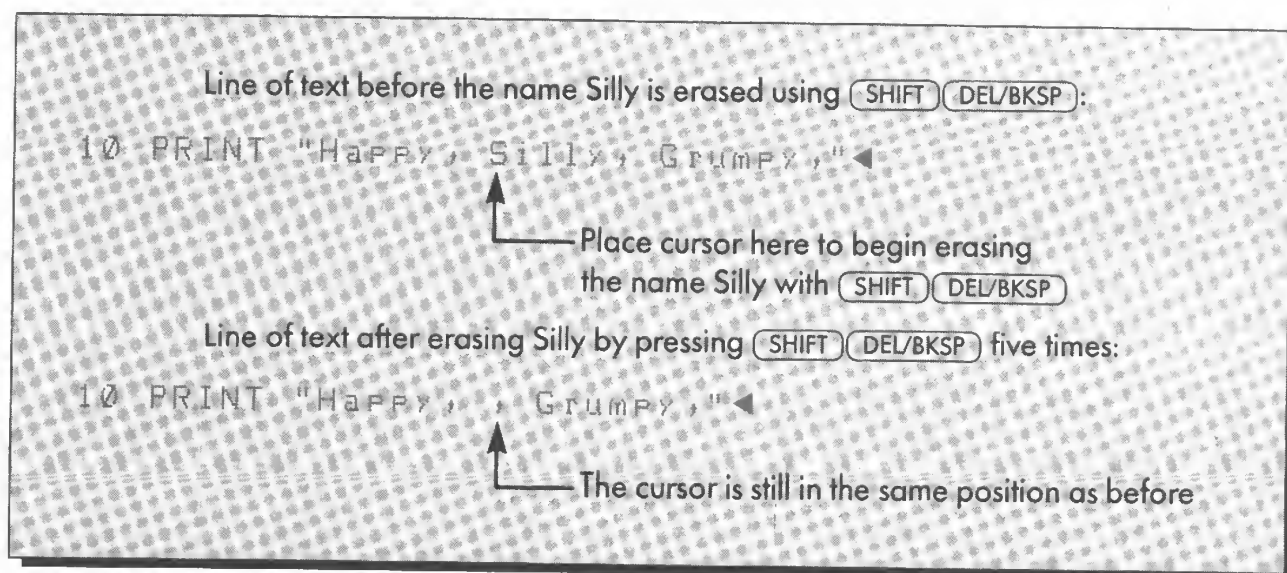 Line of text before the name Silly is erased using SHIFT DEL/BKSP:
10 PRINT "Happy, Silly, Grumpy,"◀
Place cursor here to begin erasing
the name Silly with SHIFT DEL/BKSP
Line of text after erasing Silly by pressing SHIFT DEL/BKSP five times:
10 PRINT "Happy, , Grumpy,"◀
The cursor is still in the same position as before